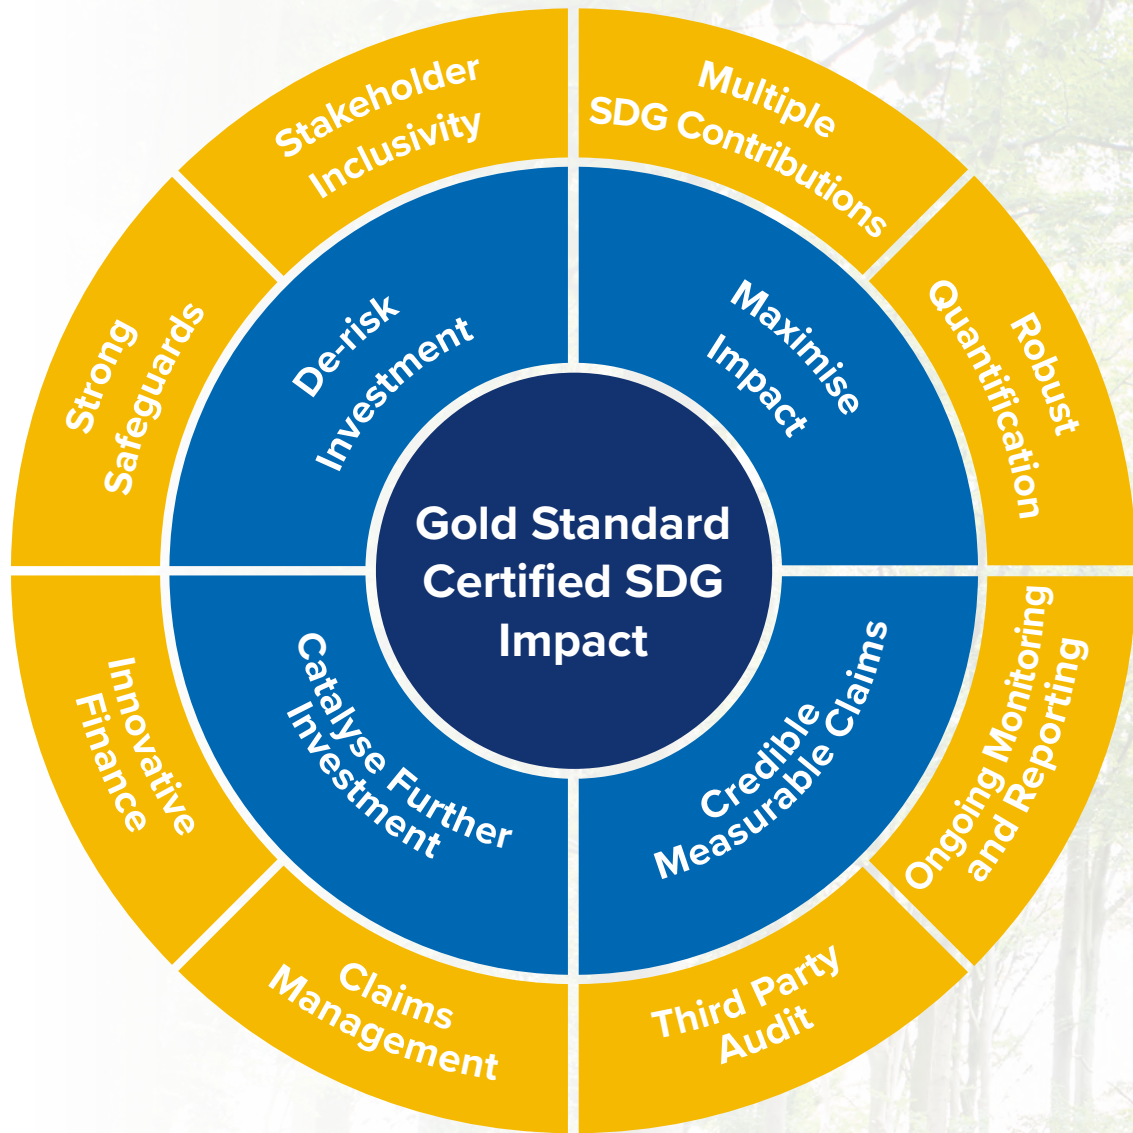 Stakeholder
Inclusivity
Multiple
SDG Contributions
Robust
Quantification
Ongoing Monitoring
and Reporting
Third Party
Audit
Claims
Management
Innovative
Finance
Strong
Safeguards
De-risk
Investment
Maximise
Impact
Credible
Measurable Claims
Catalyse Further
Investment
Gold Standard
Certified SDG
Impact